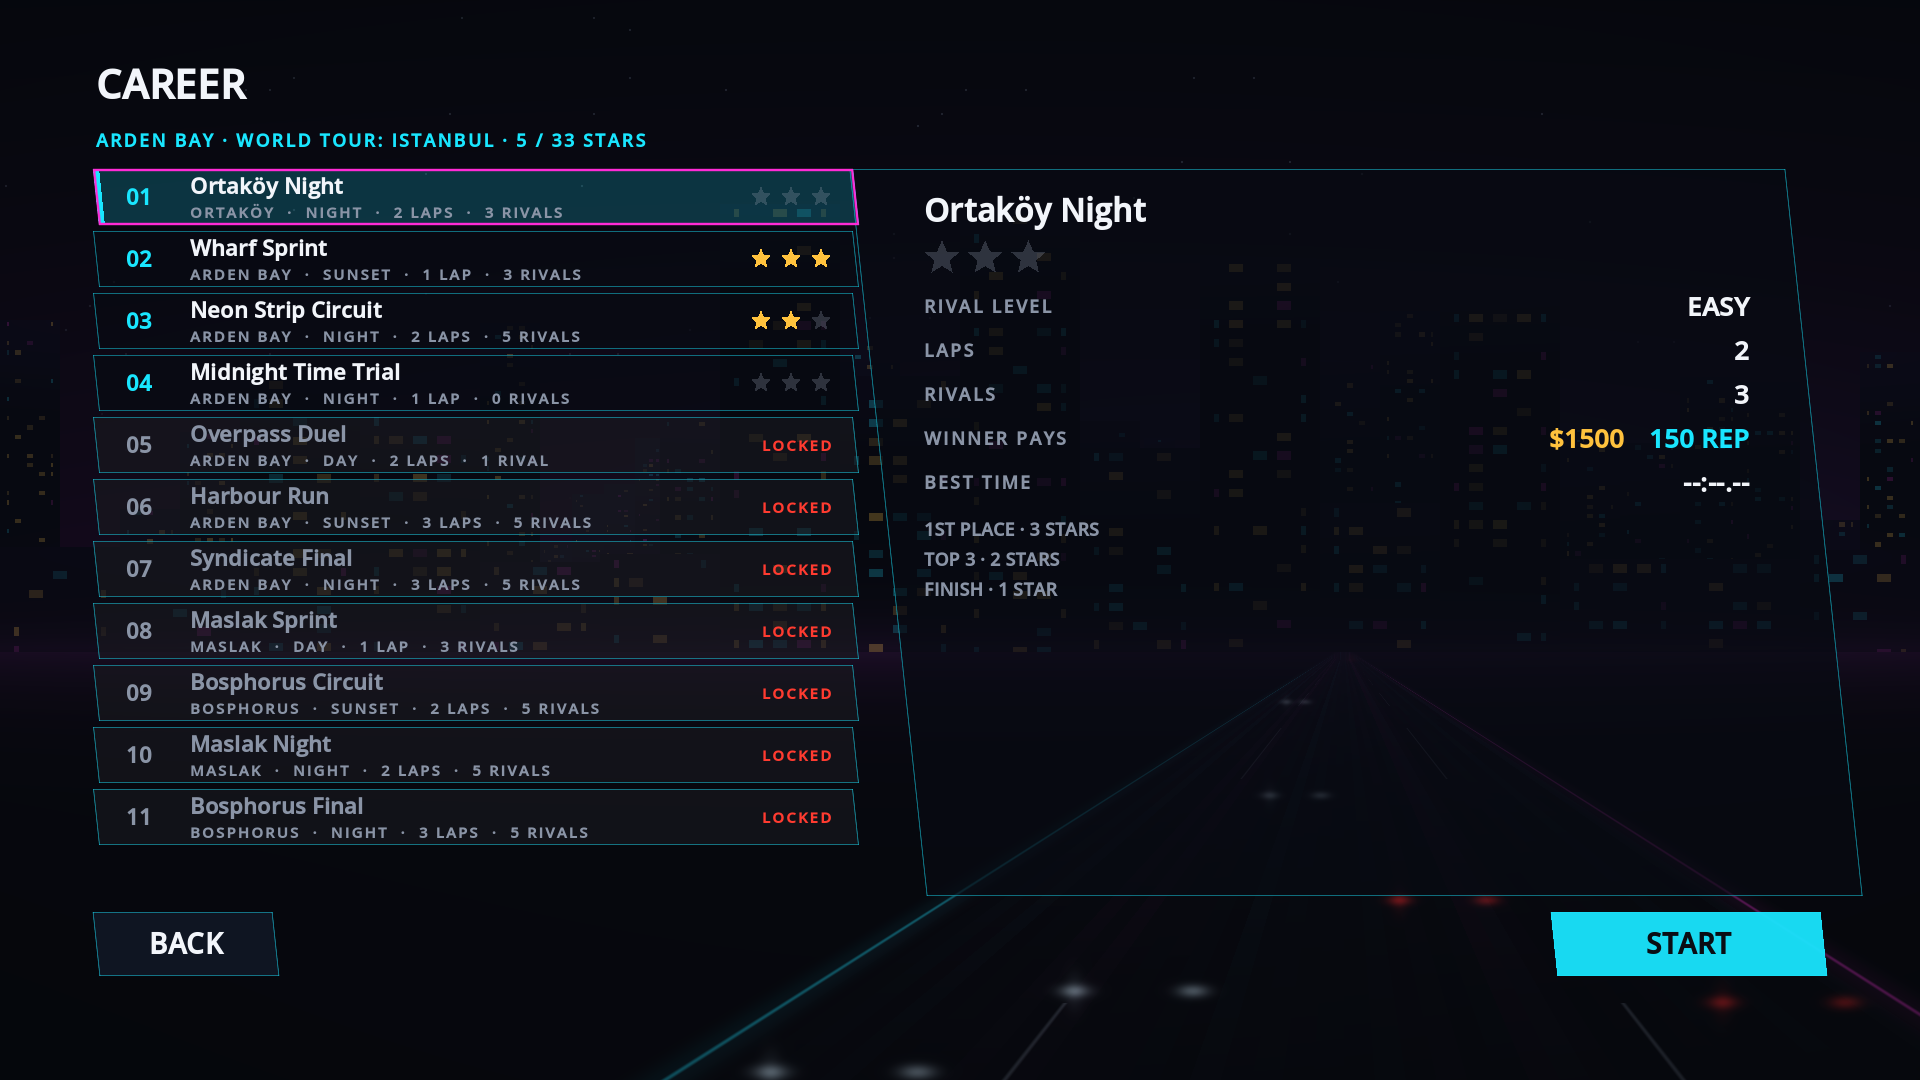 CAREER
ARDEN BAY · WORLD TOUR: ISTANBUL · 5 / 33 STARS
01 Ortaköy Night
ORTAKÖY · NIGHT · 2 LAPS · 3 RIVALS
02 Wharf Sprint
ARDEN BAY · SUNSET · 1 LAP · 3 RIVALS
03 Neon Strip Circuit
ARDEN BAY · NIGHT · 2 LAPS · 5 RIVALS
04 Midnight Time Trial
ARDEN BAY · NIGHT · 1 LAP · 0 RIVALS
05 Overpass Duel
ARDEN BAY · DAY · 2 LAPS · 1 RIVAL
LOCKED
06 Harbour Run
ARDEN BAY · SUNSET · 3 LAPS · 5 RIVALS
LOCKED
07 Syndicate Final
ARDEN BAY · NIGHT · 3 LAPS · 5 RIVALS
LOCKED
08 Maslak Sprint
MASLAK · DAY · 1 LAP · 3 RIVALS
LOCKED
09 Bosphorus Circuit
BOSPHORUS · SUNSET · 2 LAPS · 5 RIVALS
LOCKED
10 Maslak Night
MASLAK · NIGHT · 2 LAPS · 5 RIVALS
LOCKED
11 Bosphorus Final
BOSPHORUS · NIGHT · 3 LAPS · 5 RIVALS
LOCKED
Ortaköy Night
RIVAL LEVEL EASY
LAPS 2
RIVALS 3
WINNER PAYS $1500 150 REP
BEST TIME --:--.--
1ST PLACE · 3 STARS
TOP 3 · 2 STARS
FINISH · 1 STAR
BACK
START